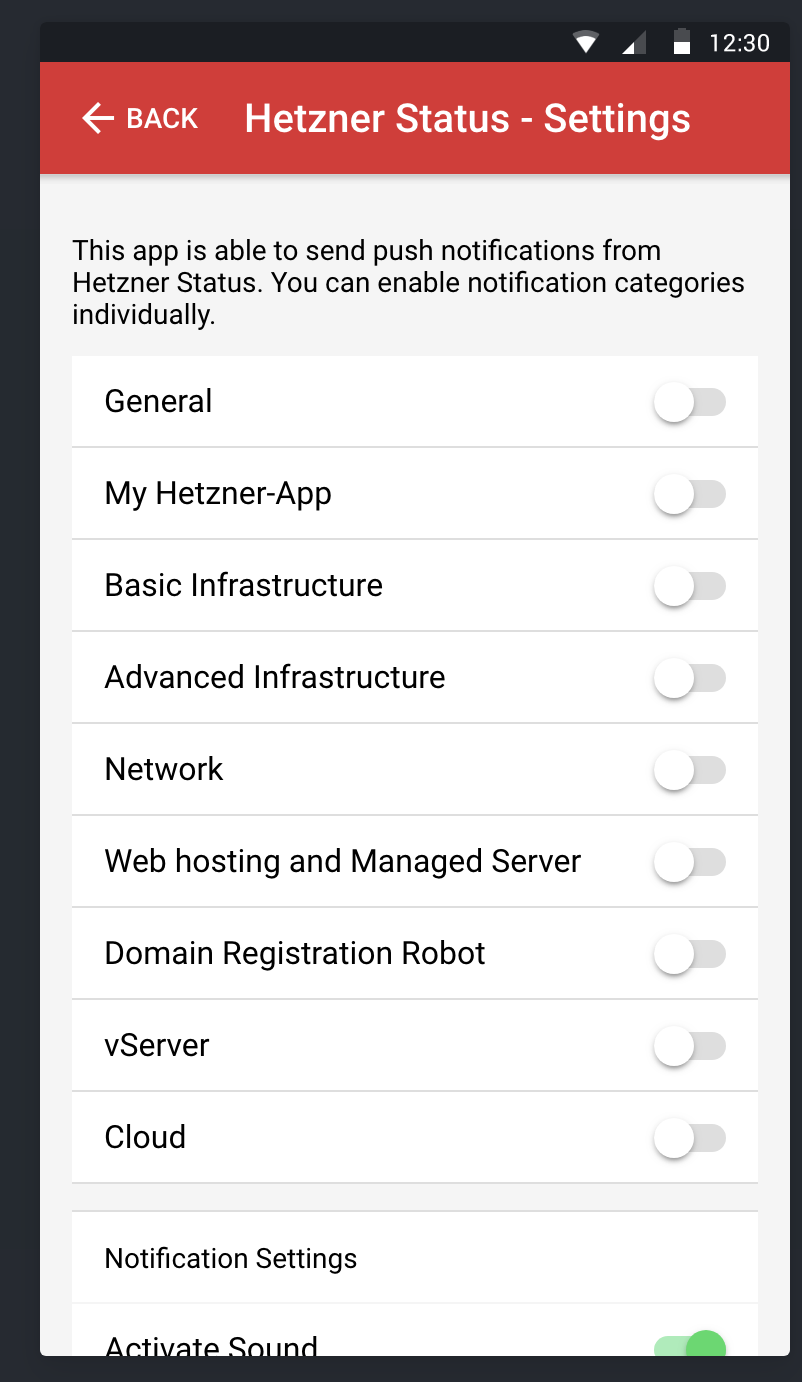 12:30
BACK Hetzner Status - Settings
This app is able to send push notifications from
Hetzner Status. You can enable notification categories
individually.
General
My Hetzner-App
Basic Infrastructure
Advanced Infrastructure
Network
Web hosting and Managed Server
Domain Registration Robot
vServer
Cloud
Notification Settings
Activate Sound